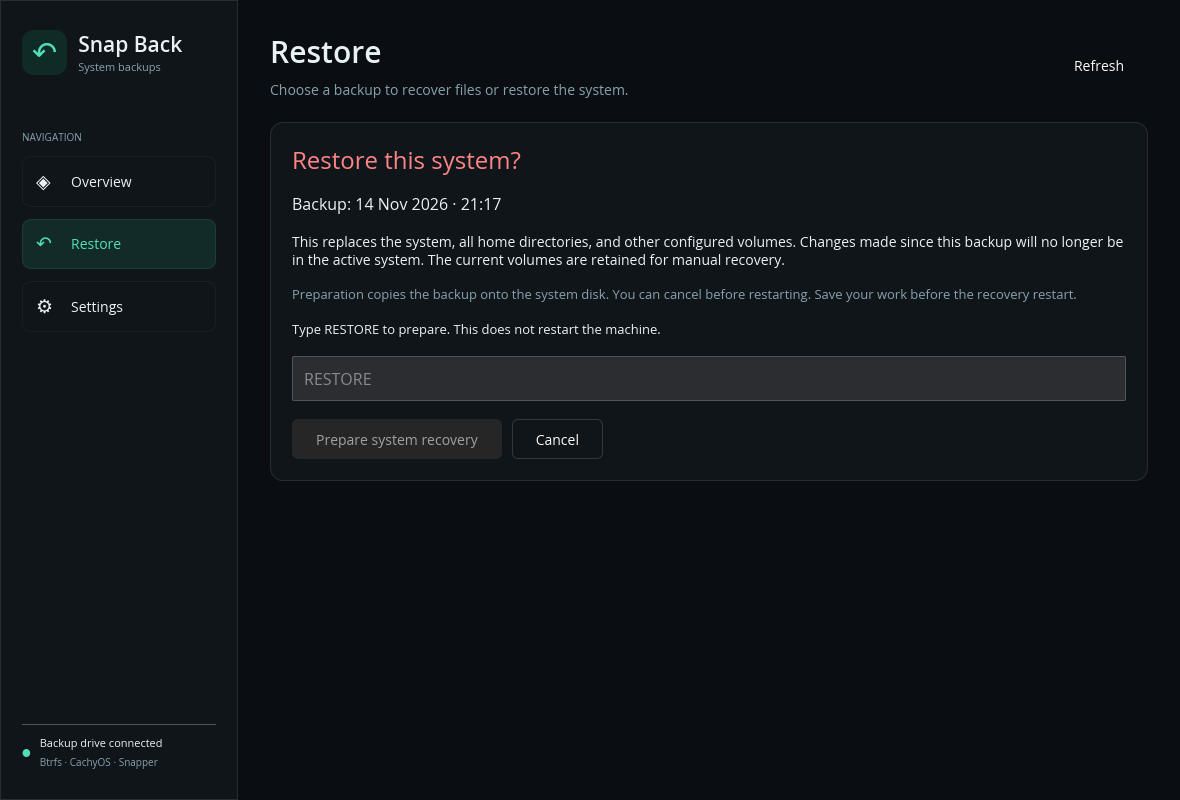 Snap Back
System backups
NAVIGATION
Overview
Restore
Settings
Backup drive connected
Btrfs · CachyOS · Snapper
Restore
Choose a backup to recover files or restore the system.
Refresh
Restore this system?
Backup: 14 Nov 2026 · 21:17
This replaces the system, all home directories, and other configured volumes. Changes made since this backup will no longer be
in the active system. The current volumes are retained for manual recovery.
Preparation copies the backup onto the system disk. You can cancel before restarting. Save your work before the recovery restart.
Type RESTORE to prepare. This does not restart the machine.
RESTORE
Prepare system recovery
Cancel